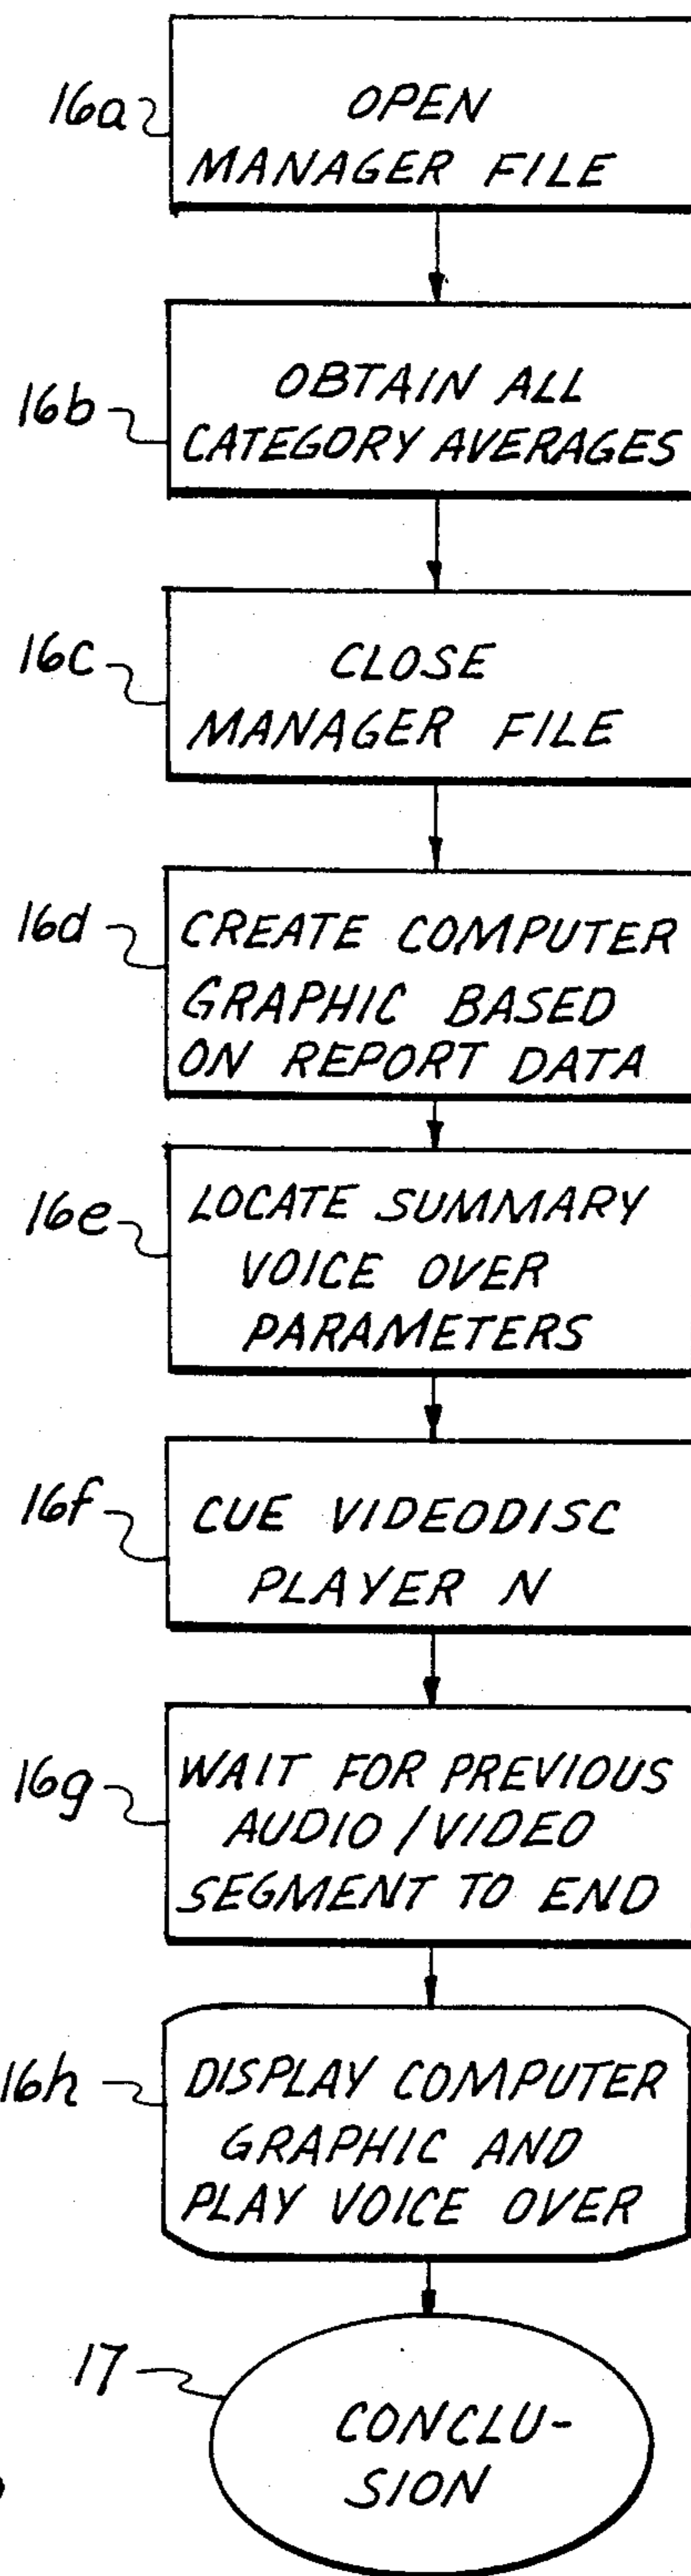 16a
OPEN
MANAGER FILE
16b
OBTAIN ALL
CATEGORY AVERAGES
16c
CLOSE
MANAGER FILE
16d
CREATE COMPUTER
GRAPHIC BASED
ON REPORT DATA
16e
LOCATE SUMMARY
VOICE OVER
PARAMETERS
16f
CUE VIDEODISC
PLAYER N
16g
WAIT FOR PREVIOUS
AUDIO/VIDEO
SEGMENT TO END
16h
DISPLAY COMPUTER
GRAPHIC AND
PLAY VOICE OVER
17
CONCLU-
SION